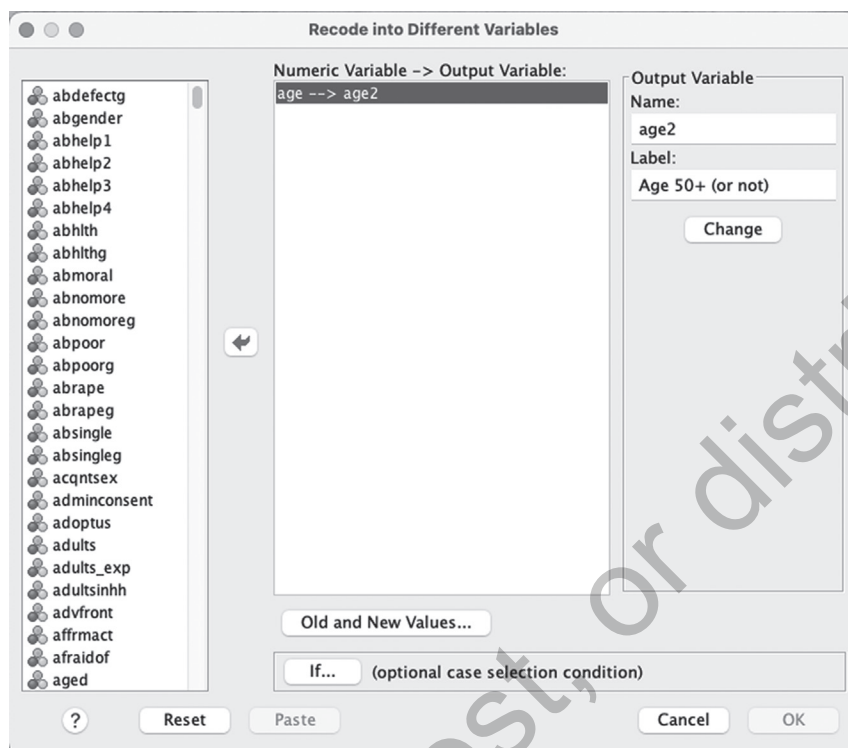 Recode into Different Variables
abdefectg
abgender
abhelp1
abhelp2
abhelp3
abhelp4
abhlth
abhlthg
abmoral
abnomore
abnomoreg
abpoor
abpoorg
abrape
abrapeg
absingle
absingleg
acqntsex
adminconsent
adoptus
adults
adults_exp
adultsinhh
advfront
affrmact
afraidof
aged
Numeric Variable -> Output Variable:
age --> age2
Old and New Values...
If... (optional case selection condition)
Output Variable
Name:
age2
Label:
Age 50+ (or not)
Change
? Reset Paste Cancel OK
st, or distri